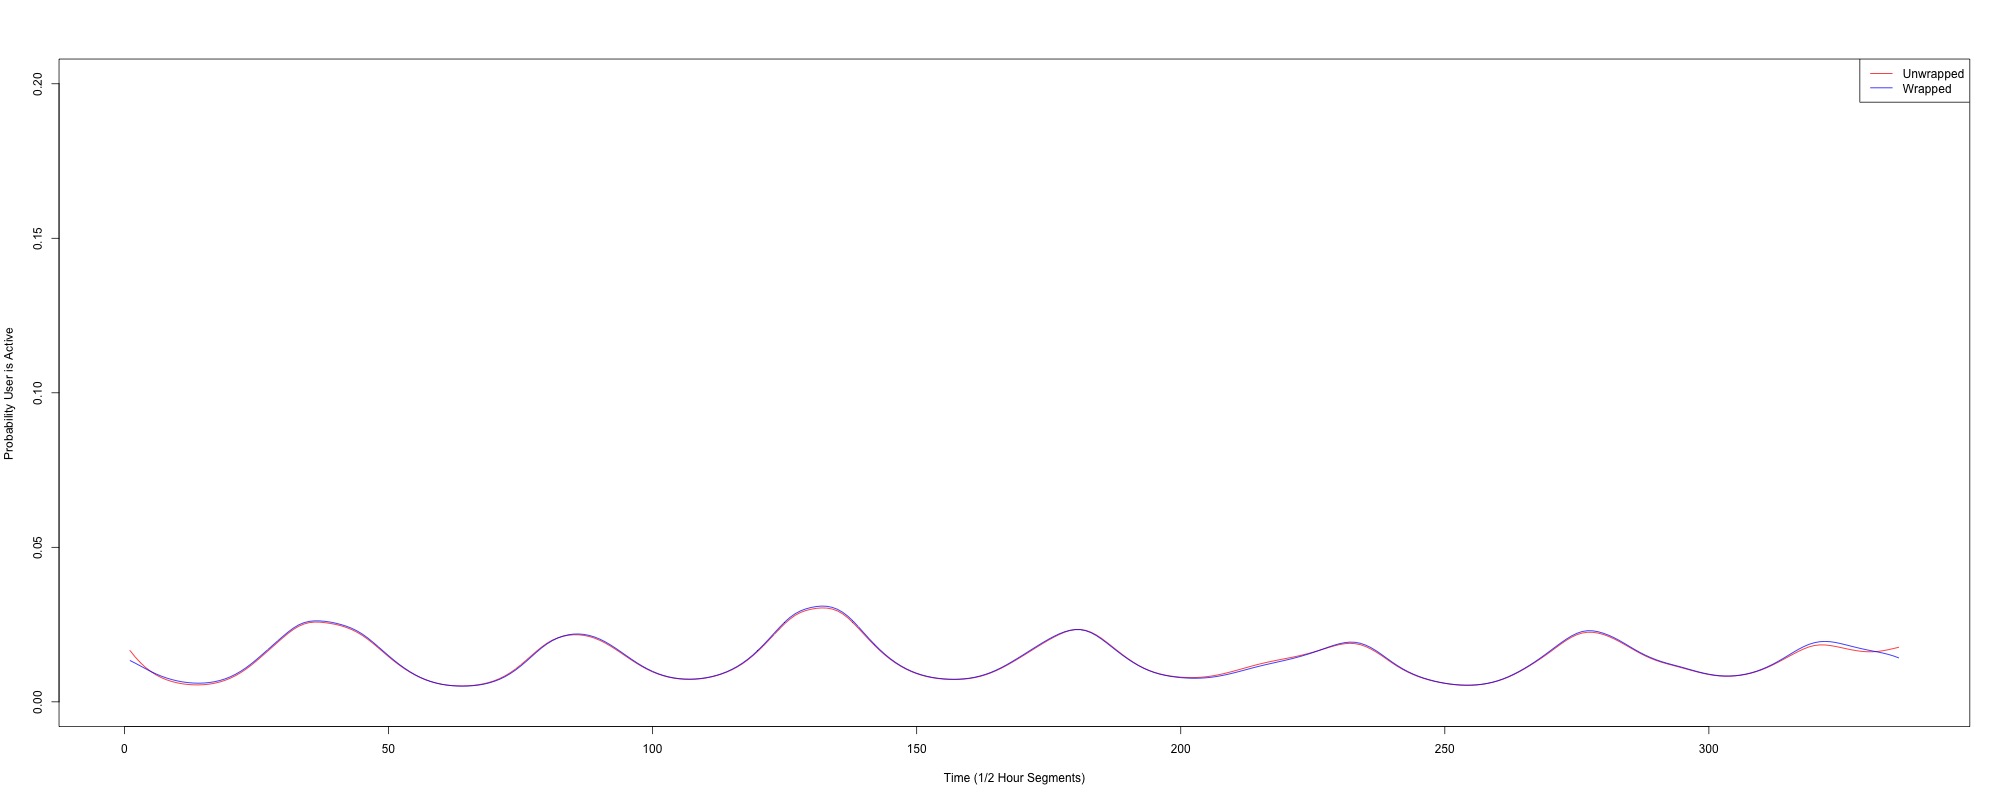 Unwrapped
Wrapped
Probability User is Active
0.20
0.15
0.10
0.05
0.00
0 50 100 150 200 250 300
Time (1/2 Hour Segments)